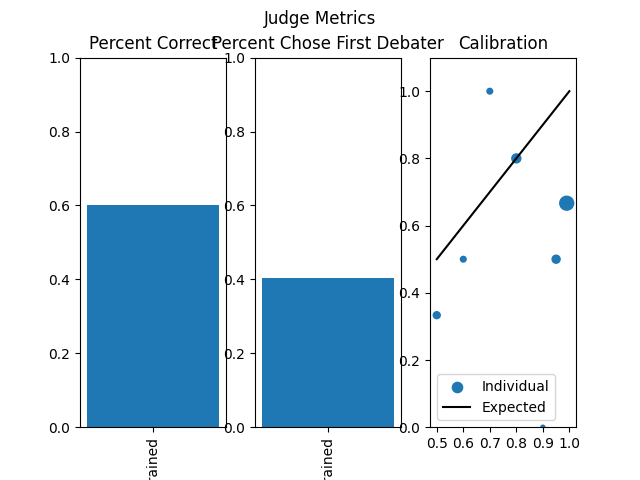 Judge Metrics
Percent Correct
Percent Chose First Debater
Calibration
1.0
0.8
0.6
0.4
0.2
0.0
rained
1.0
0.8
0.6
0.4
0.2
0.0
rained
1.0
0.8
0.6
0.4
0.2
0.0
Individual
Expected
0.5 0.6 0.7 0.8 0.9 1.0